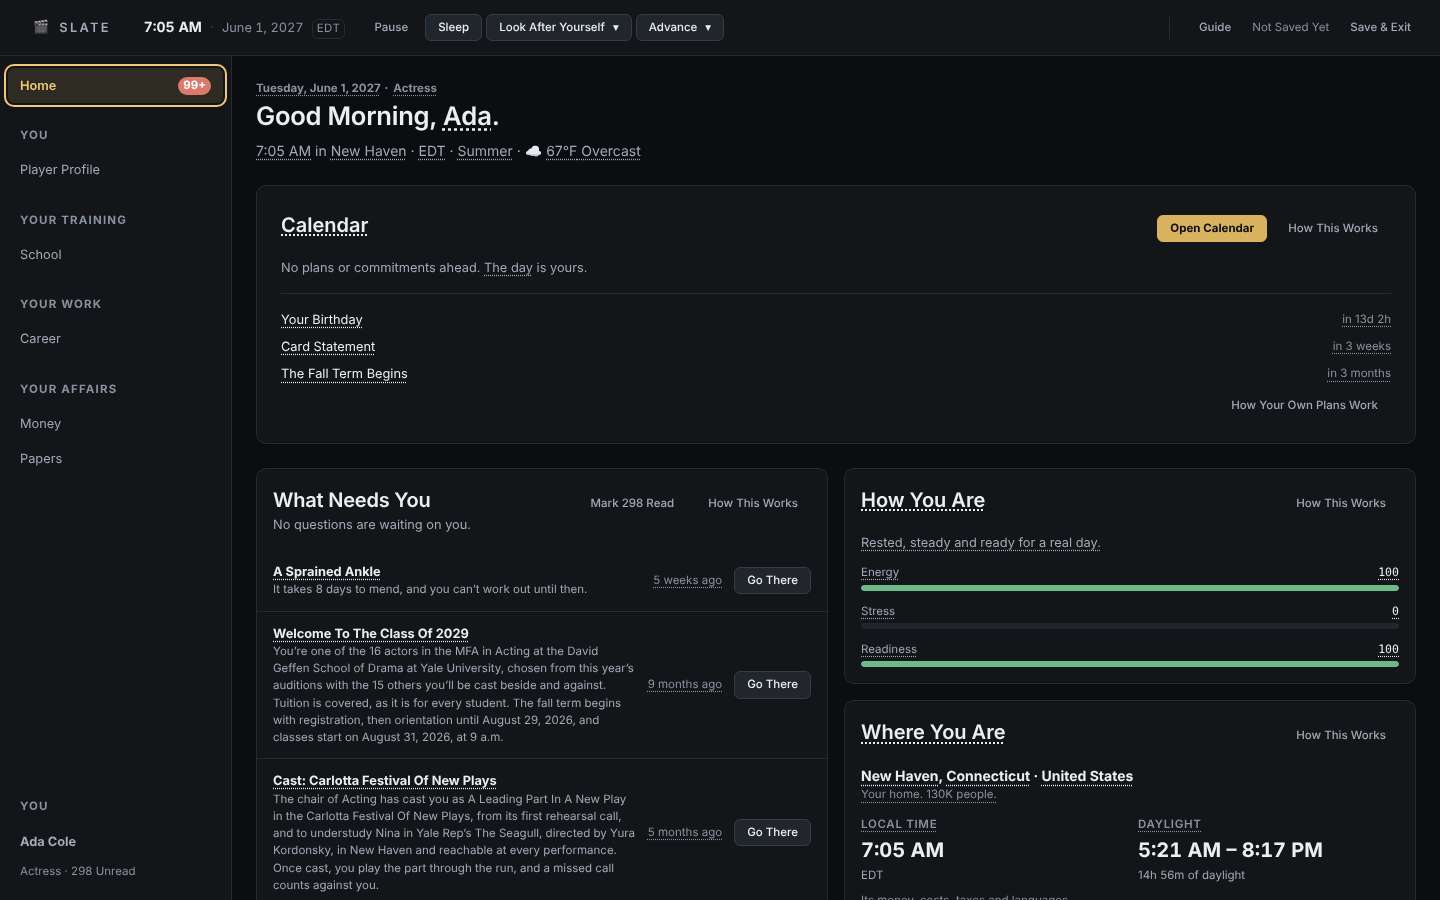 🎬 SLATE
7:05 AM · June 1, 2027 EDT
Pause
Sleep
Look After Yourself ▾
Advance ▾
Guide
Not Saved Yet
Save & Exit
Home 99+
YOU
Player Profile
YOUR TRAINING
School
YOUR WORK
Career
YOUR AFFAIRS
Money
Papers
YOU
Ada Cole
Actress · 298 Unread
Tuesday, June 1, 2027 · Actress
Good Morning, Ada.
7:05 AM in New Haven · EDT · Summer · ☁️ 67°F Overcast
Calendar
Open Calendar
How This Works
No plans or commitments ahead. The day is yours.
Your Birthday in 13d 2h
Card Statement in 3 weeks
The Fall Term Begins in 3 months
How Your Own Plans Work
What Needs You
Mark 298 Read
How This Works
No questions are waiting on you.
A Sprained Ankle
It takes 8 days to mend, and you can’t work out until then.
5 weeks ago
Go There
Welcome To The Class Of 2029
You’re one of the 16 actors in the MFA in Acting at the David
Geffen School of Drama at Yale University, chosen from this year’s
auditions with the 15 others you’ll be cast beside and against.
Tuition is covered, as it is for every student. The fall term begins
with registration, then orientation until August 29, 2026, and
classes start on August 31, 2026, at 9 a.m.
9 months ago
Go There
Cast: Carlotta Festival Of New Plays
The chair of Acting has cast you as A Leading Part In A New Play
in the Carlotta Festival Of New Plays, from its first rehearsal call,
and to understudy Nina in Yale Rep’s The Seagull, directed by Yura
Kordonsky, in New Haven and reachable at every performance.
Once cast, you play the part through the run, and a missed call
counts against you.
5 months ago
Go There
How You Are
How This Works
Rested, steady and ready for a real day.
Energy 100
Stress 0
Readiness 100
Where You Are
How This Works
New Haven, Connecticut · United States
Your home. 130K people.
LOCAL TIME
7:05 AM
EDT
DAYLIGHT
5:21 AM – 8:17 PM
14h 56m of daylight
Its money, costs, taxes and languages